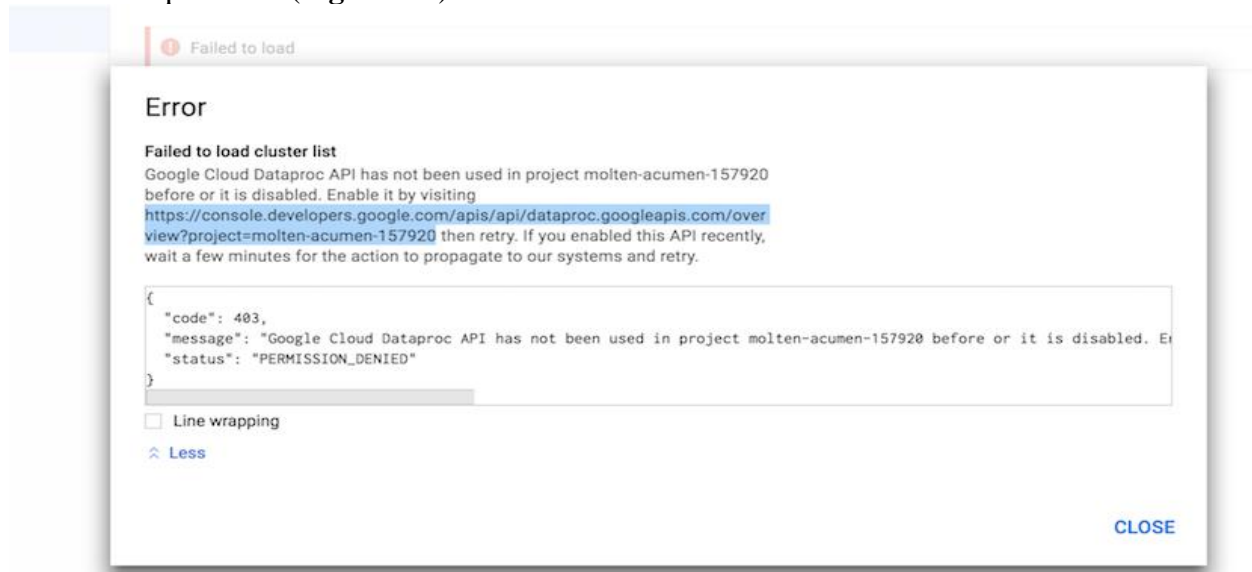 Failed to load
Error
Failed to load cluster list
Google Cloud Dataproc API has not been used in project molten-acumen-157920
before or it is disabled. Enable it by visiting
https://console.developers.google.com/apis/api/dataproc.googleapis.com/over
view?project=molten-acumen-157920 then retry. If you enabled this API recently,
wait a few minutes for the action to propagate to our systems and retry.
{
"code": 403,
"message": "Google Cloud Dataproc API has not been used in project molten-acumen-157920 before or it is disabled.
"status": "PERMISSION_DENIED"
}
Line wrapping
Less
CLOSE